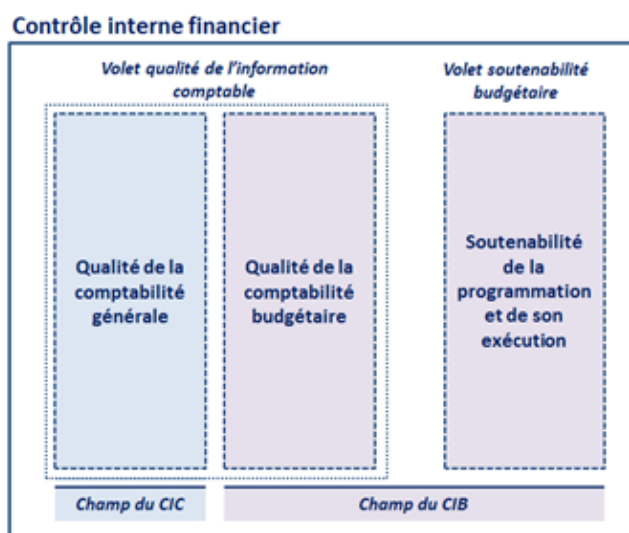 Contrôle interne financier
Volet qualité de l'information
comptable
Volet soutenabilité
budgétaire
Qualité de la
comptabilité
générale
Qualité de la
comptabilité
budgétaire
Soutenabilité
de la
programmation
et de son
exécution
Champ du CIC
Champ du CIB